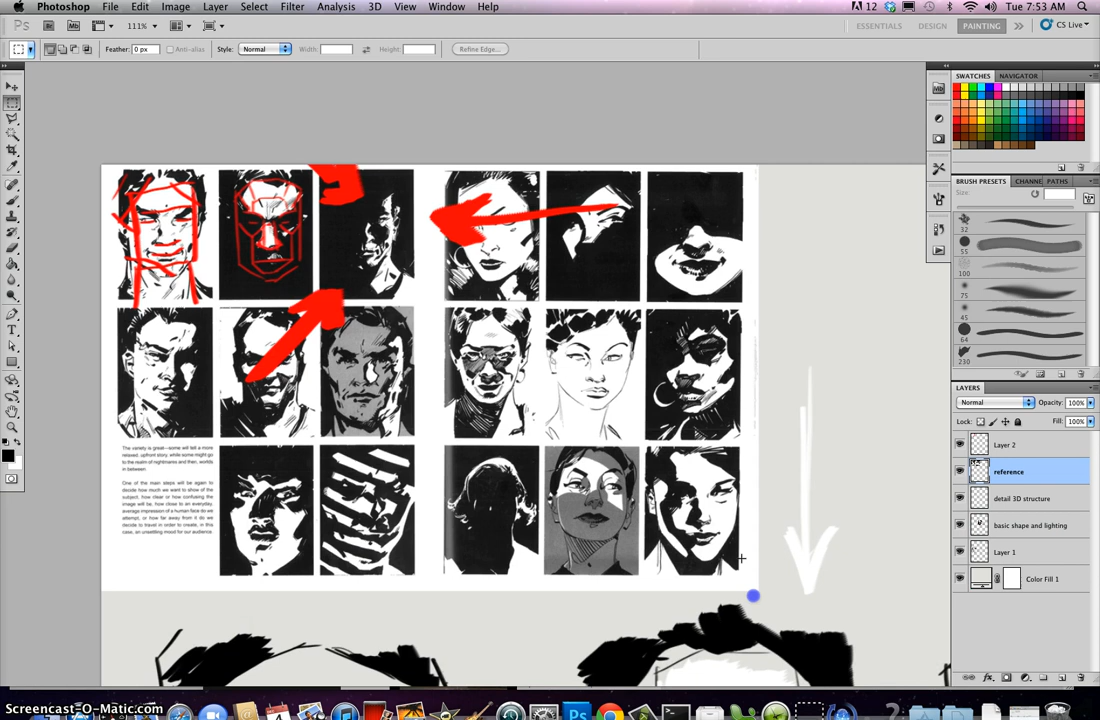 Photoshop File Edit Image Layer Select Filter Analysis 3D View Window Help 12 Tue 7:53 AM
Ps Br Mb 111% ESSENTIALS DESIGN PAINTING CS Live
Feather: 0 px Anti-alias Style: Normal Width: Height: Refine Edge...
SWATCHES NAVIGATOR
BRUSH PRESETS CHANNE PATHS
Size:
32
55
100
75
45
64
230
LAYERS
Normal Opacity: 100%
Lock: Fill: 100%
Layer 2
reference
detail 3D structure
basic shape and lighting
Layer 1
Color Fill 1
The variety is great—some will tell a more
relaxed, upfront story, while some might go
to the realm of nightmares and then, worlds
in between.
One of the main steps will be again to
decide how much we want to show of the
subject, how clear or how confusing the
image will be, how close to an everyday,
average impression of a human face do we
attempt, or how far away from it do we
decide to travel in order to create, in this
case, an unsettling mood for our audience.
Screencast-O-Matic.com